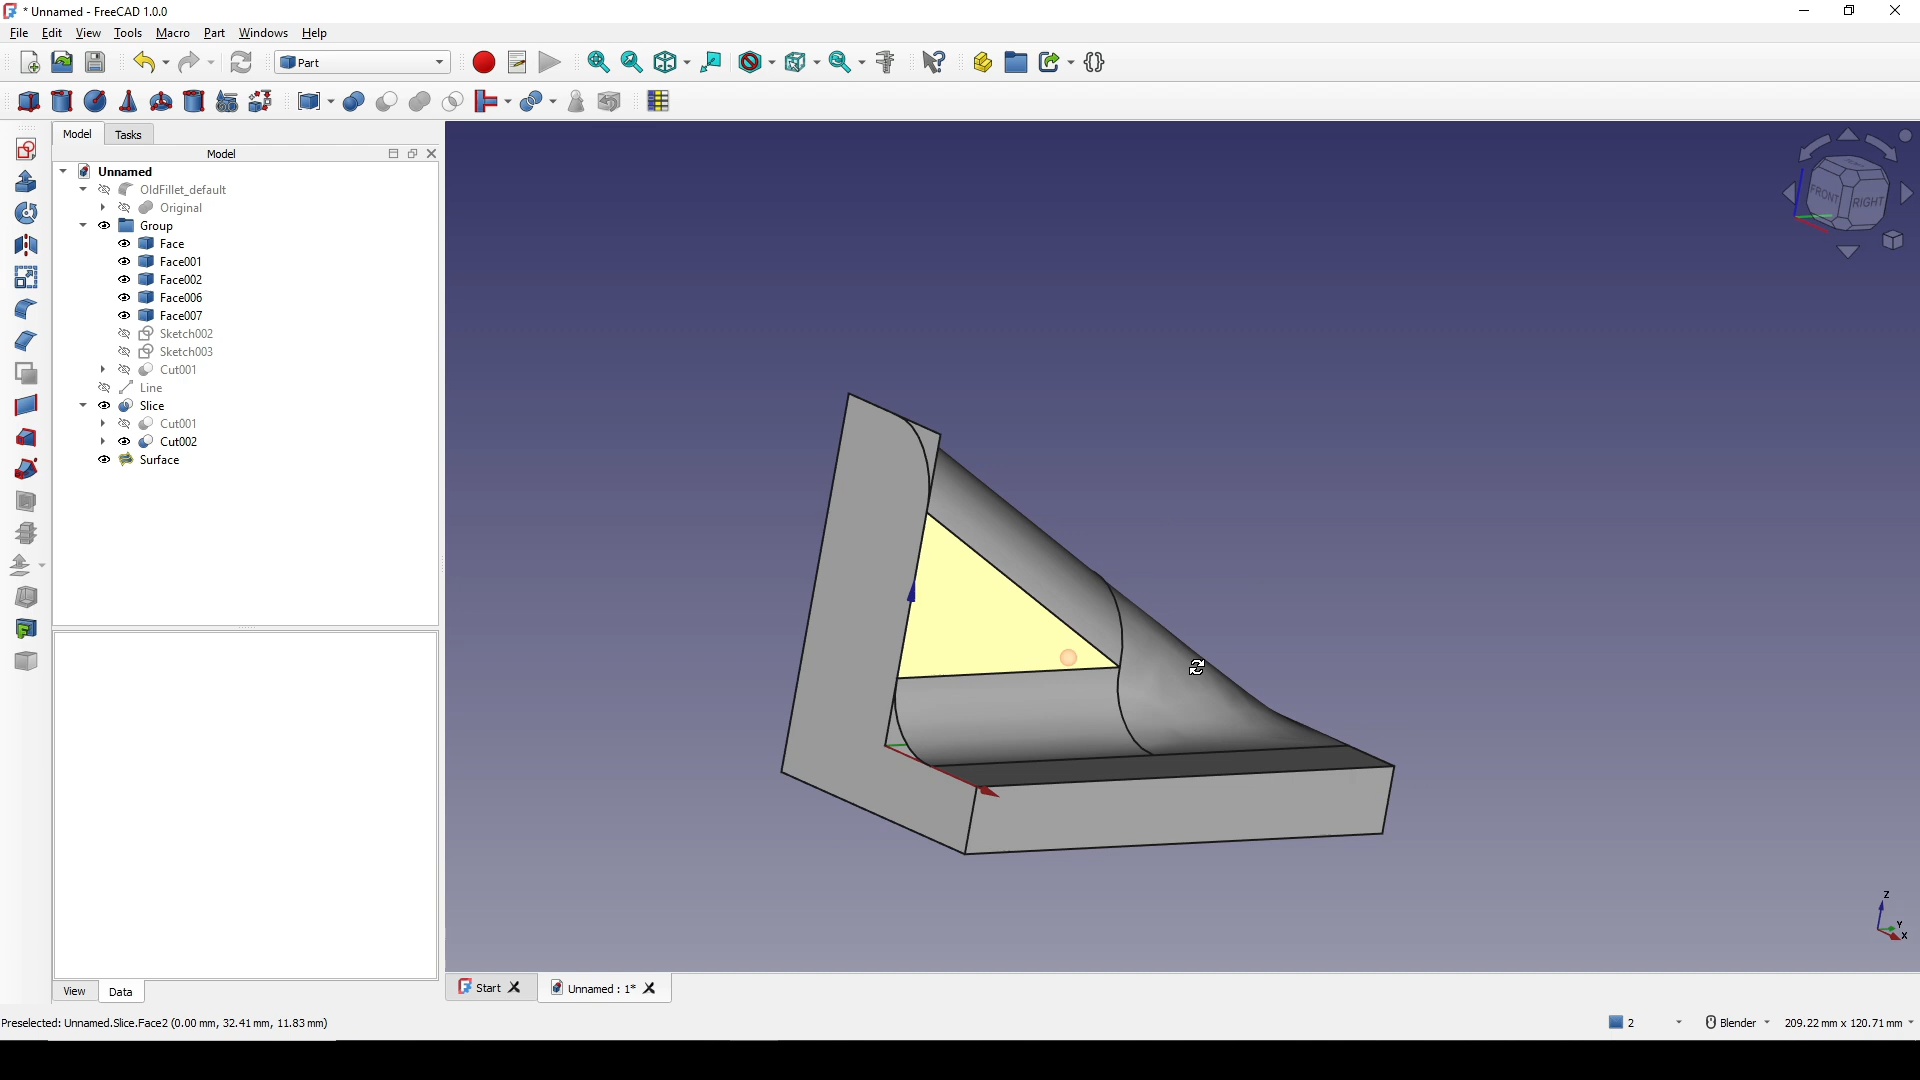 * Unnamed - FreeCAD 1.0.0
File Edit View Tools Macro Part Windows Help
Part
Model Tasks
Model
Unnamed
OldFillet_default
Original
Group
Face
Face001
Face002
Face006
Face007
Sketch002
Sketch003
Cut001
Line
Slice
Cut001
Cut002
Surface
FRONT RIGHT
Z
Y
X
View Data
Start Unnamed : 1*
Preselected: Unnamed.Slice.Face2 (0.00 mm, 32.41 mm, 11.83 mm)
2 Blender 209.22 mm x 120.71 mm